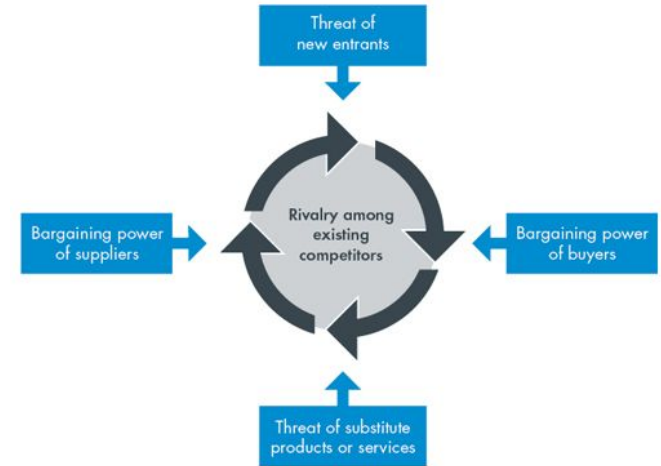 Threat of
new entrants
Bargaining power
of suppliers
Rivalry among
existing
competitors
Bargaining power
of buyers
Threat of substitute
products or services